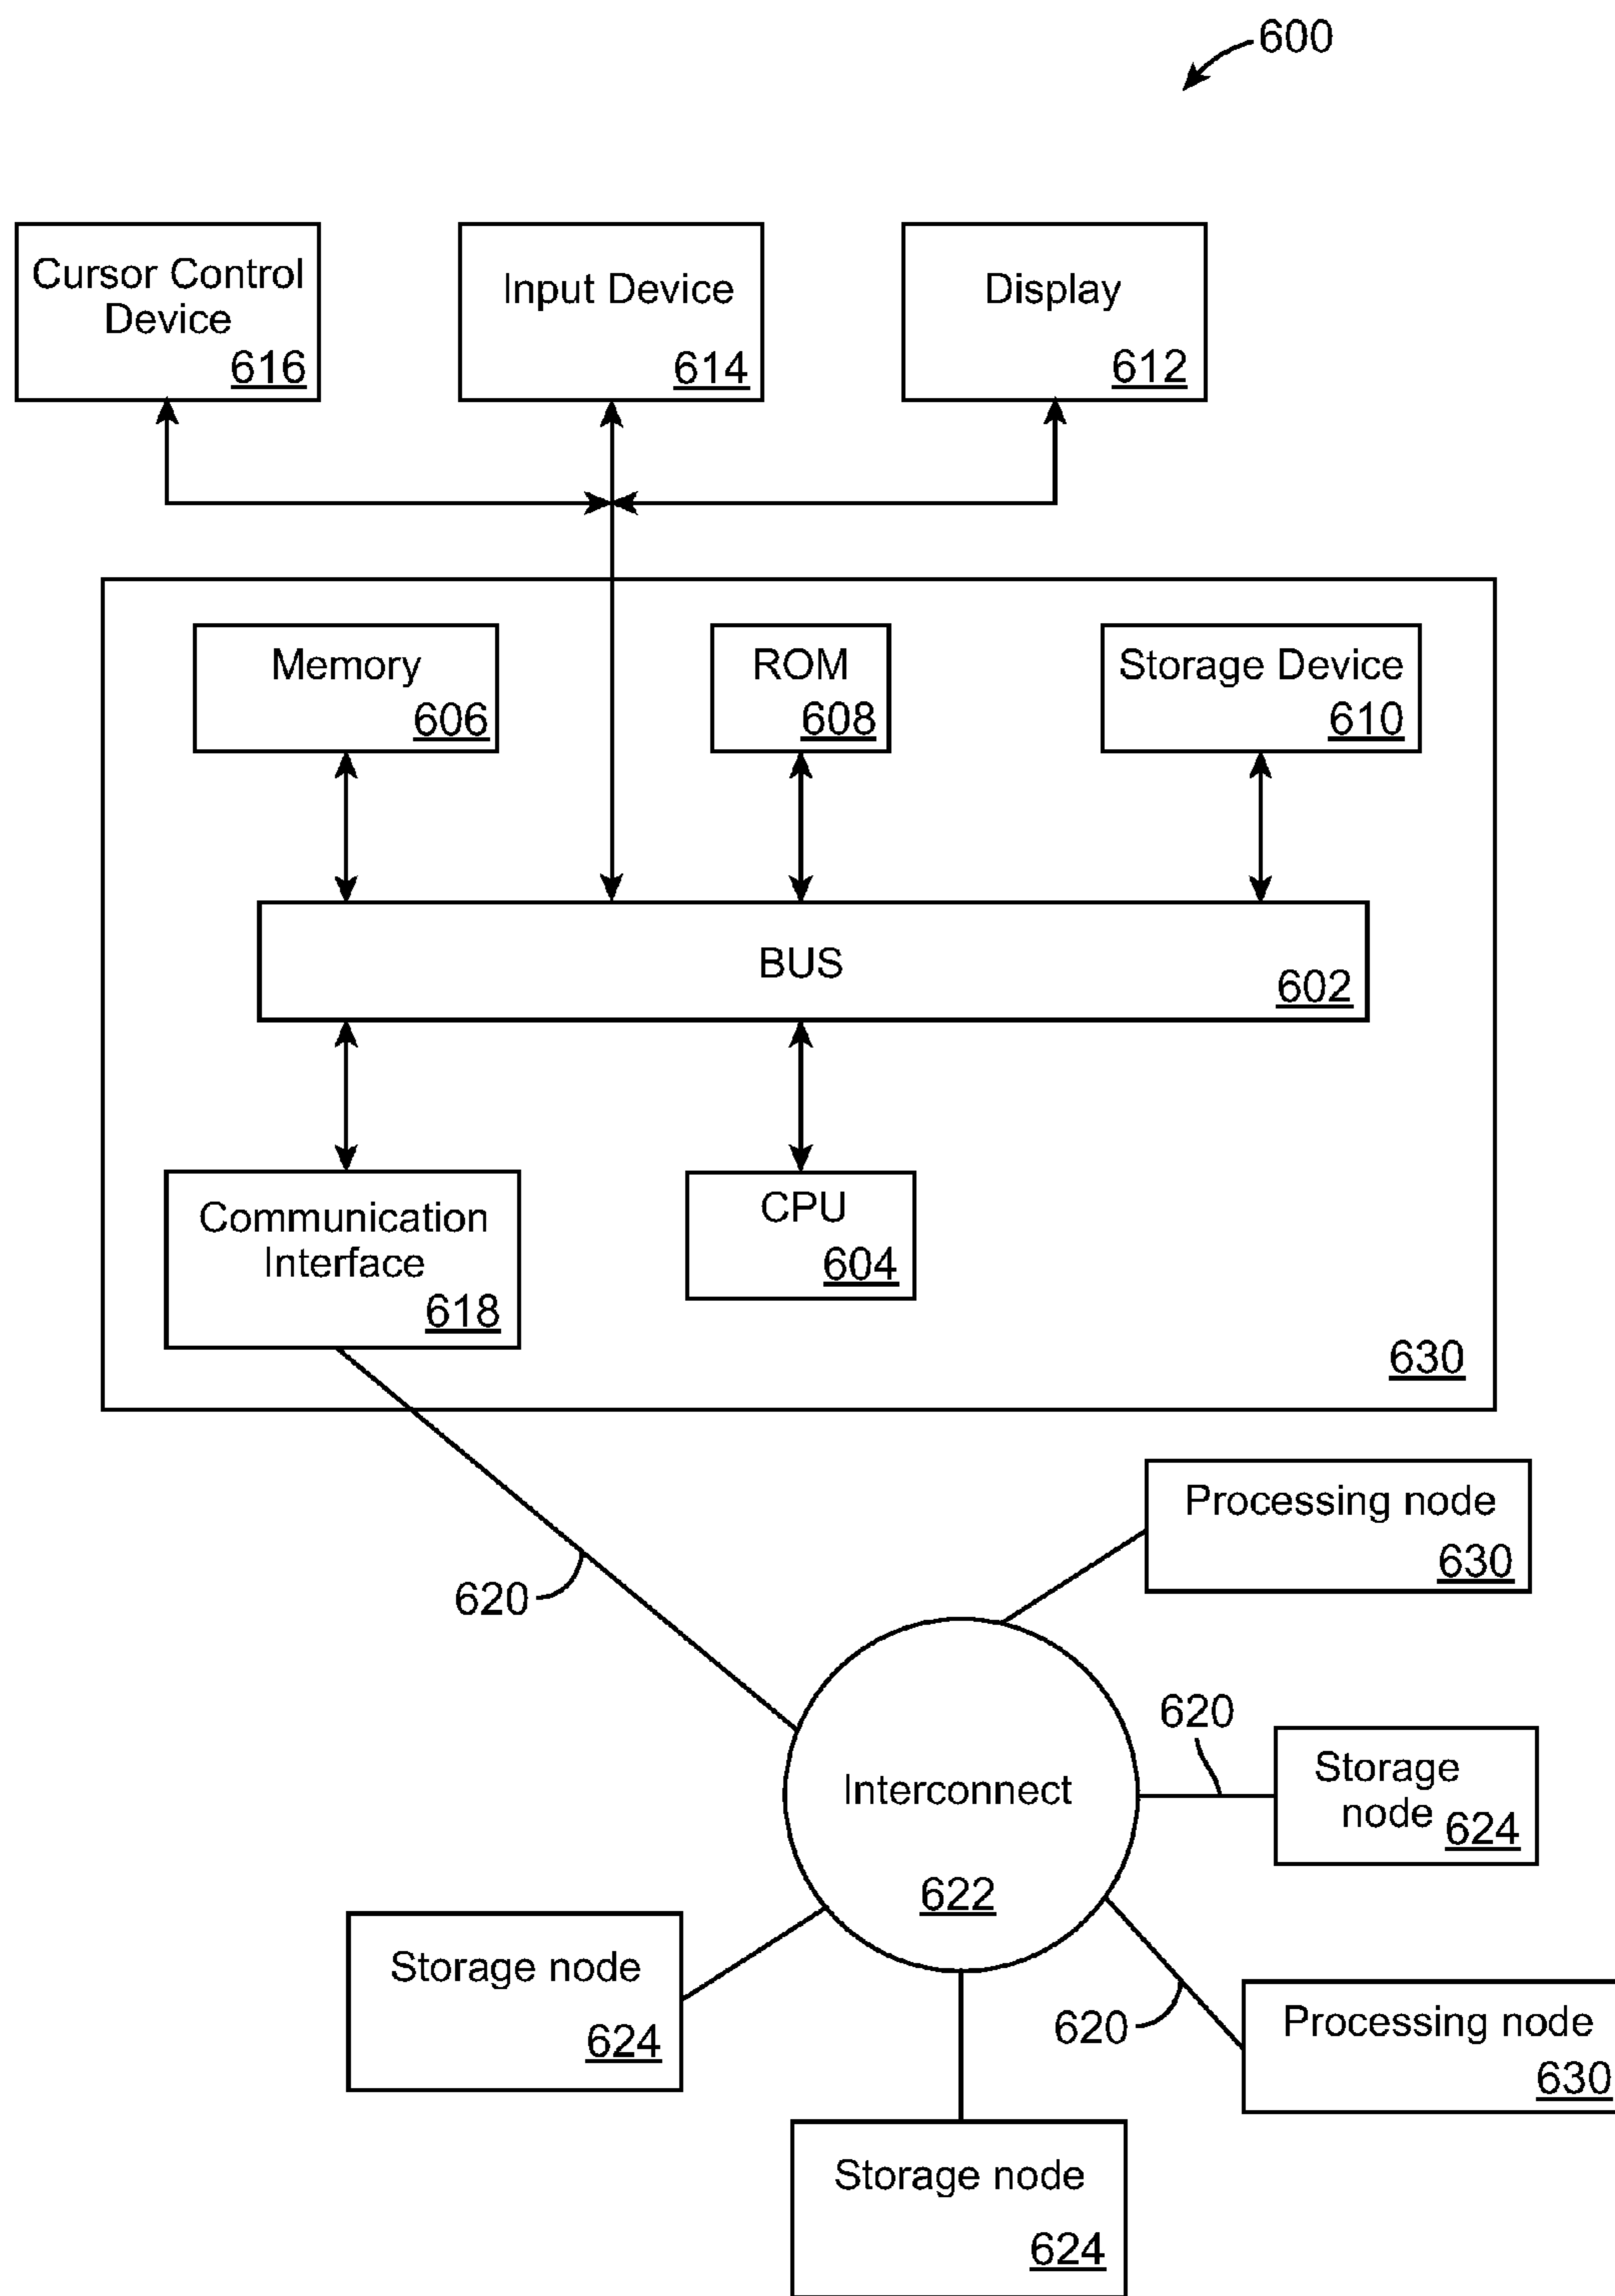 600
Cursor Control
Device
616
Input Device
614
Display
612
Memory
606
ROM
608
Storage Device
610
BUS
602
Communication
Interface
618
CPU
604
630
620
Processing node
630
Interconnect
622
620
Storage
node 624
Storage node
624
620
Processing node
630
Storage node
624